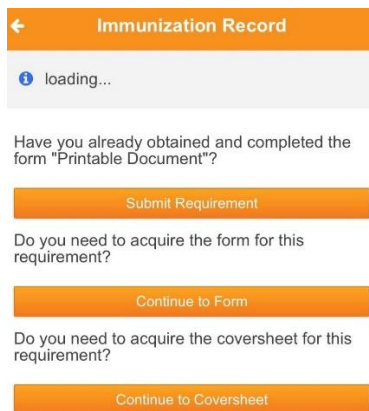 Immunization Record
loading...
Have you already obtained and completed the
form "Printable Document"?
Submit Requirement
Do you need to acquire the form for this
requirement?
Continue to Form
Do you need to acquire the coversheet for this
requirement?
Continue to Coversheet